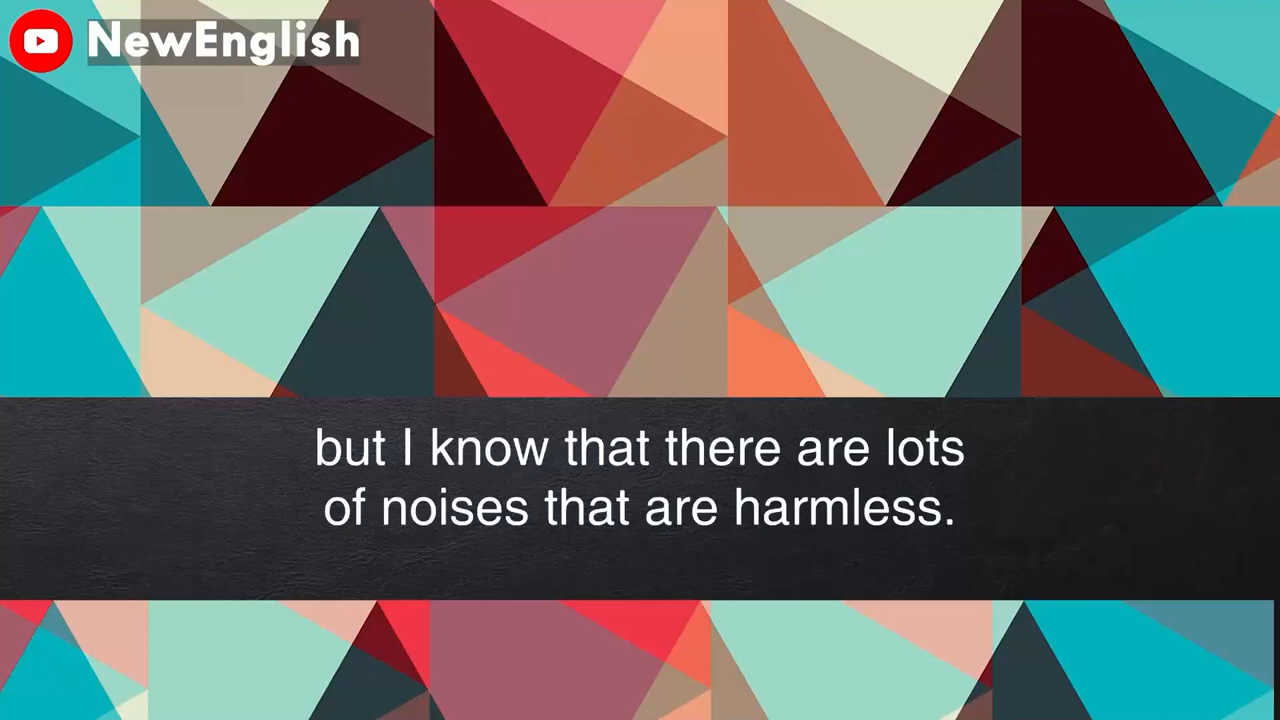 NewEnglish
but I know that there are lots
of noises that are harmless.